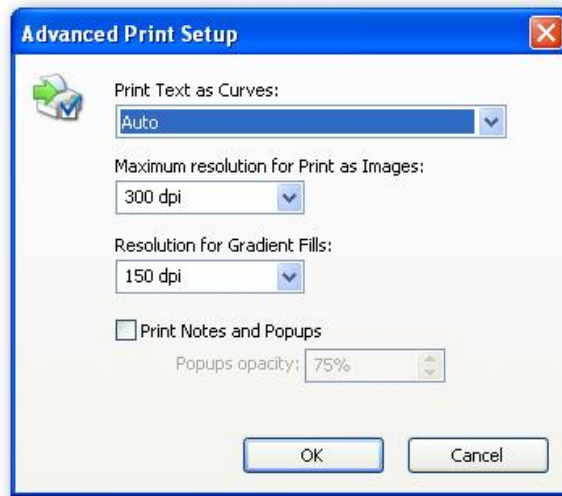 Advanced Print Setup
Print Text as Curves:
Auto
Maximum resolution for Print as Images:
300 dpi
Resolution for Gradient Fills:
150 dpi
Print Notes and Popups
Popups opacity: 75%
OK Cancel